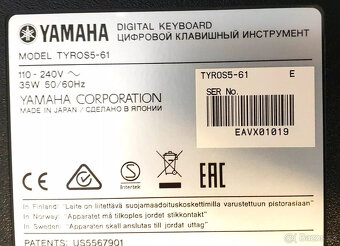 YAMAHA
DIGITAL KEYBOARD
ЦИФРОВОЙ КЛАВИШНЫЙ ИНСТРУМЕНТ
MODEL TYROS5-61
110 - 240V ~
35W 50/60Hz
YAMAHA CORPORATION
MADE IN JAPAN / СДЕЛАНО В ЯПОНИИ
TYROS5-61 E
SER No.
EAVX01019
Intertek
EAC
In Finland: "Laite on liitettävä suojamaadoituskoskettimilla varustettuun pistorasiaan"
In Norway: "Apparatet må tilkoples jordet stikkontakt"
In Sweden: "Apparaten skall anslutas till jordat uttag"
PATENTS: US5567901